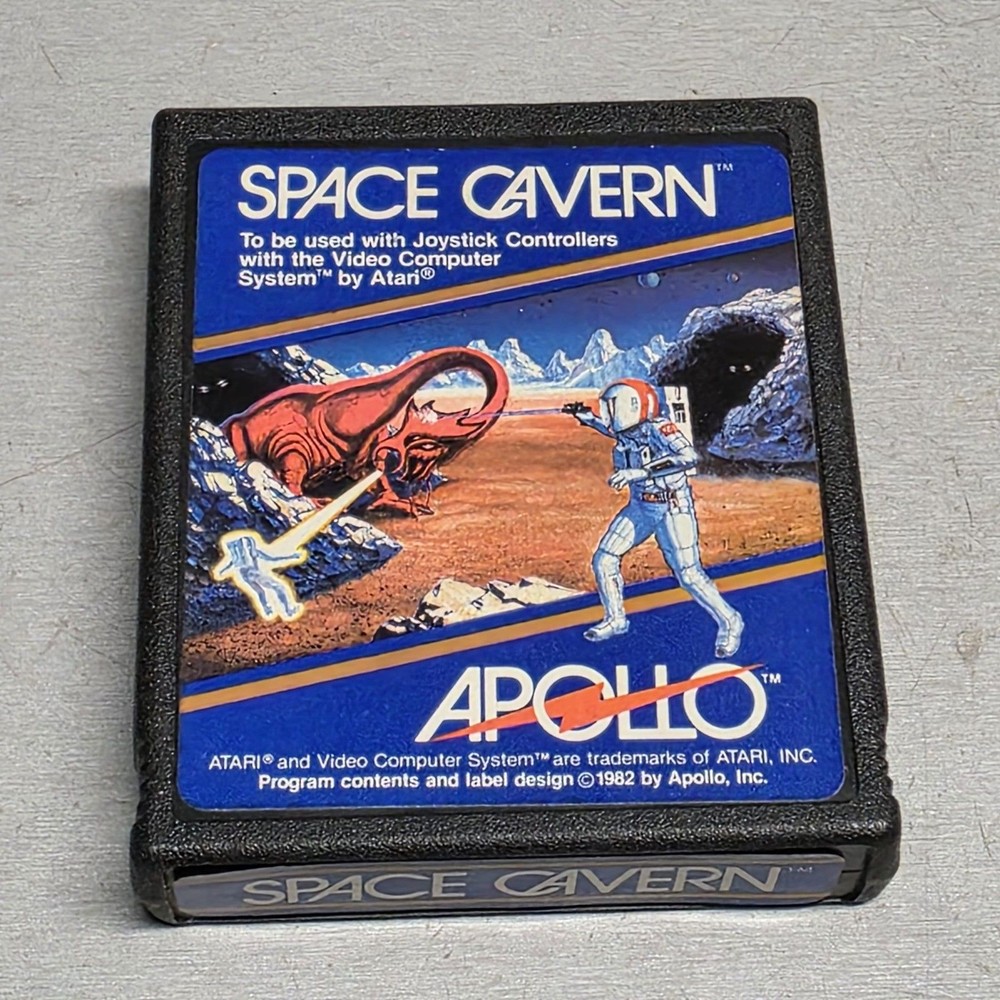 SPACE CAVERN™
To be used with Joystick Controllers
with the Video Computer
System™ by Atari®
APOLLO™
ATARI® and Video Computer System™ are trademarks of ATARI, INC.
Program contents and label design ©1982 by Apollo, Inc.
SPACE CAVERN™